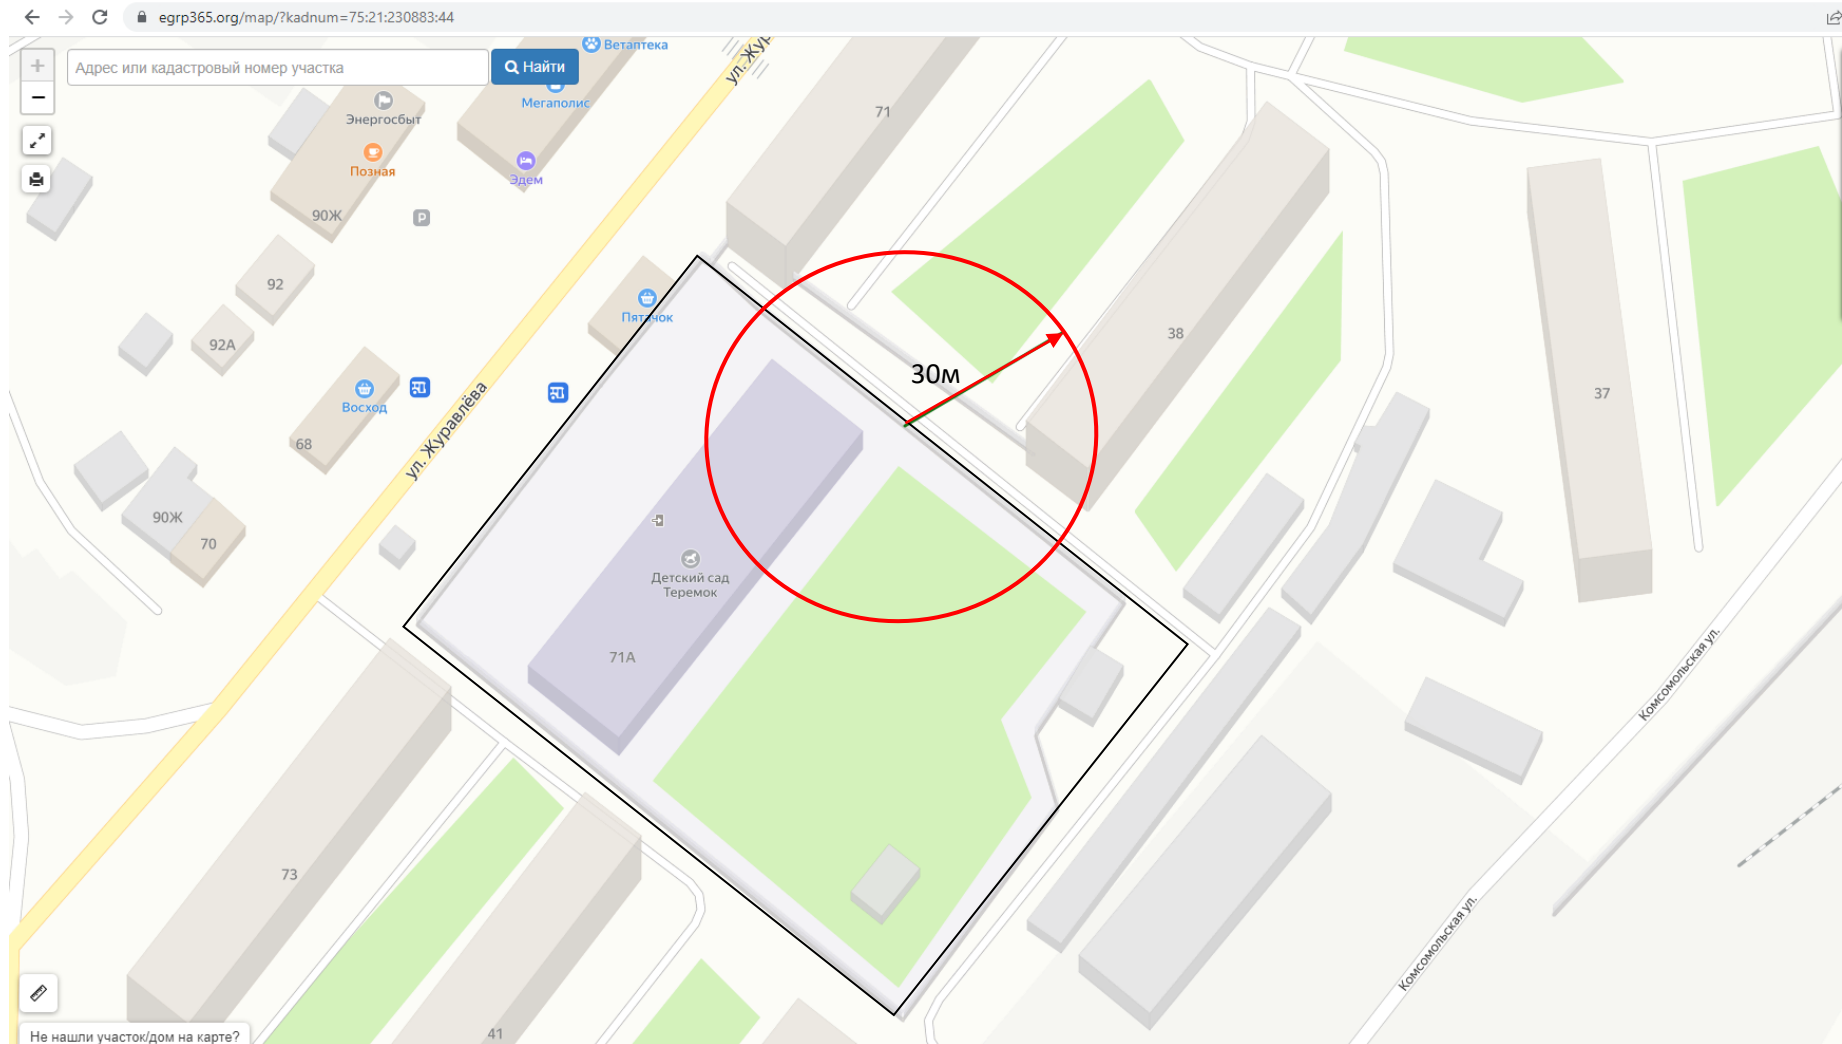 egrp365.org/map/?kadnum=75:21:230883:44
Адрес или кадастровый номер участка
Найти
Ветаптека
ул. Жур
Мегаполис
Энергосбыт
71
Позная
Эдем
90Ж
P
92
Пятачок
38
92А
30м
37
Восход
ул. Журавлёва
68
90Ж
70
Детский сад
Теремок
71А
Комсомольская ул.
73
Комсомольская ул.
41
Не нашли участок/дом на карте?